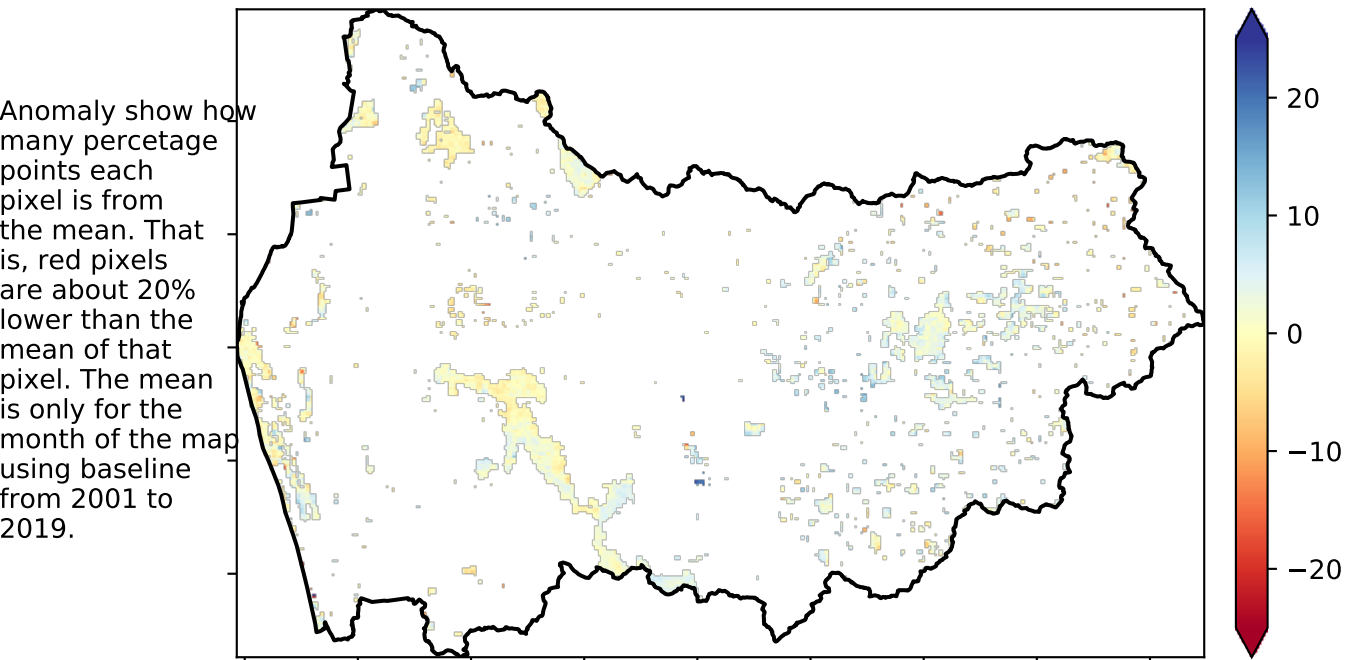 Anomaly show how
many percetage
points each
pixel is from
the mean. That
is, red pixels
are about 20%
lower than the
mean of that
pixel. The mean
is only for the
month of the map
using baseline
from 2001 to
2019.
20
10
0
−10
−20